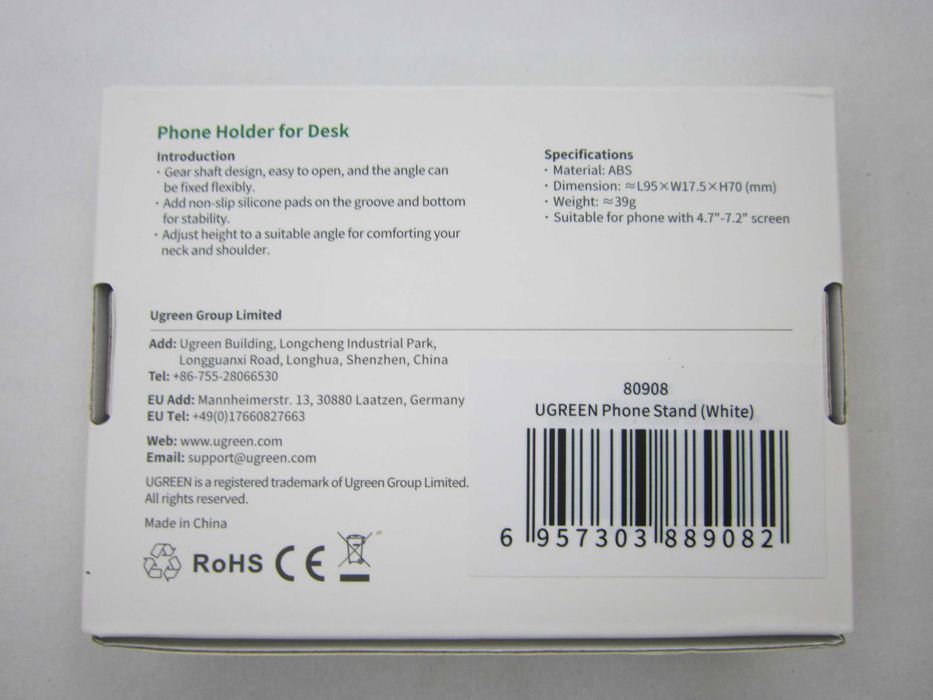 Phone Holder for Desk
Introduction
· Gear shaft design, easy to open, and the angle can
be fixed flexibly.
· Add non-slip silicone pads on the groove and bottom
for stability.
· Adjust height to a suitable angle for comforting your
neck and shoulder.
Specifications
· Material: ABS
· Dimension: ≈L95×W17.5×H70 (mm)
· Weight: ≈39g
· Suitable for phone with 4.7"-7.2" screen
Ugreen Group Limited
Add: Ugreen Building, Longcheng Industrial Park,
Longguanxi Road, Longhua, Shenzhen, China
Tel: +86-755-28066530
EU Add: Mannheimerstr. 13, 30880 Laatzen, Germany
EU Tel: +49(0)17660827663
Web: www.ugreen.com
Email: support@ugreen.com
UGREEN is a registered trademark of Ugreen Group Limited.
All rights reserved.
Made in China
RoHS CE
80908
UGREEN Phone Stand (White)
6 957303 889082